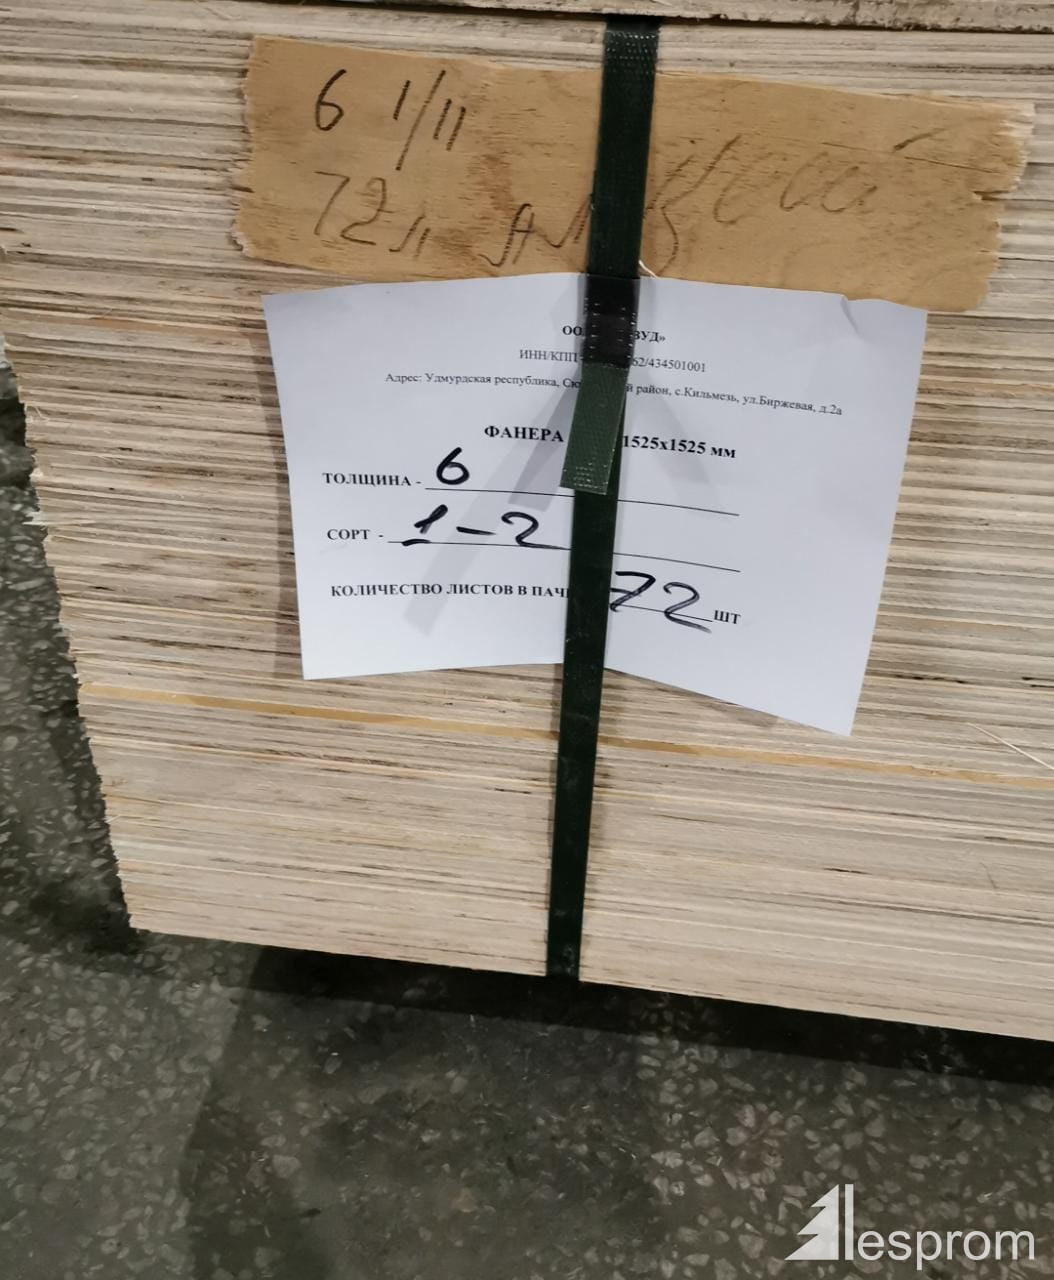 6 1/11
72л
ВУД»
ИНН/КПП 62/434501001
Адрес: Удмурдская республика, й район, с.Кильмезь, ул.Биржевая, д.2а
ФАНЕРА 1525х1525 мм
ТОЛЩИНА - 6
СОРТ - 1-2
КОЛИЧЕСТВО ЛИСТОВ В ПАЧ 72 шт
lesprom